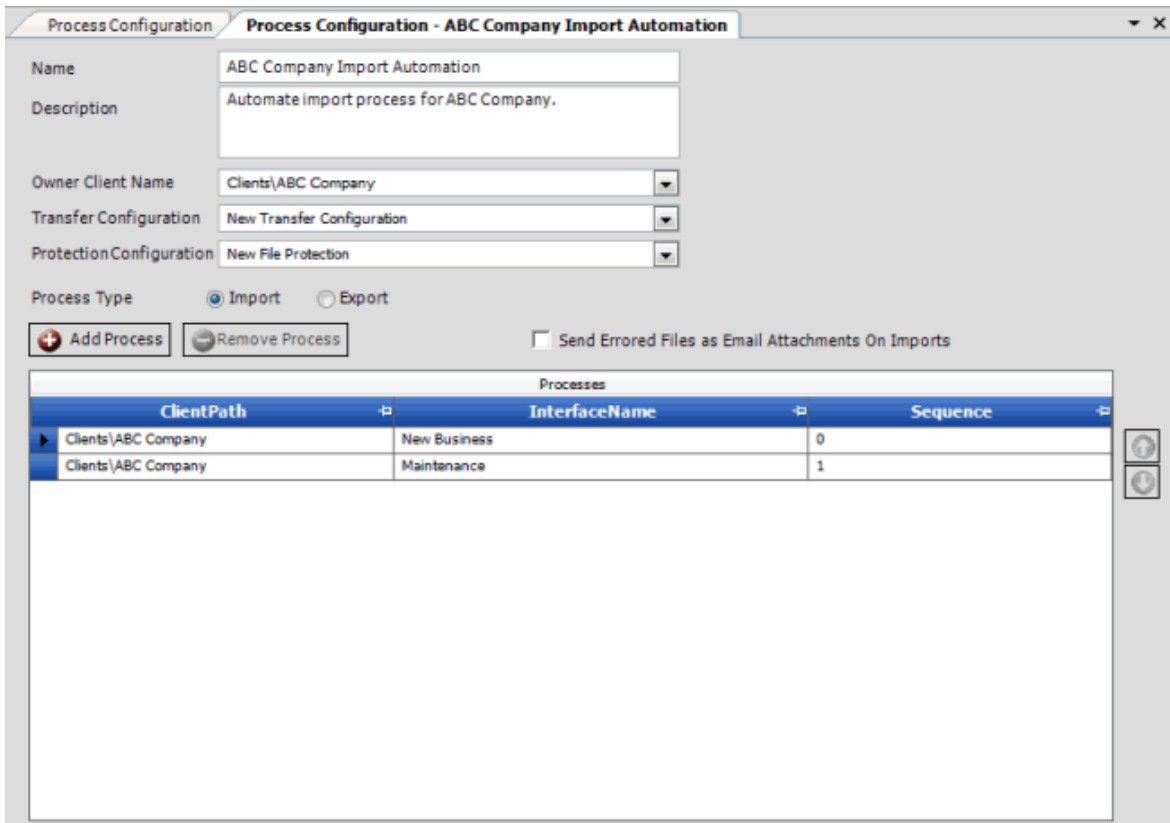 Process Configuration Process Configuration - ABC Company Import Automation
Name ABC Company Import Automation
Description Automate import process for ABC Company.
Owner Client Name Clients\ABC Company
Transfer Configuration New Transfer Configuration
Protection Configuration New File Protection
Process Type Import Export
Add Process Remove Process Send Errored Files as Email Attachments On Imports
Processes
ClientPath InterfaceName Sequence
Clients\ABC Company New Business 0
Clients\ABC Company Maintenance 1